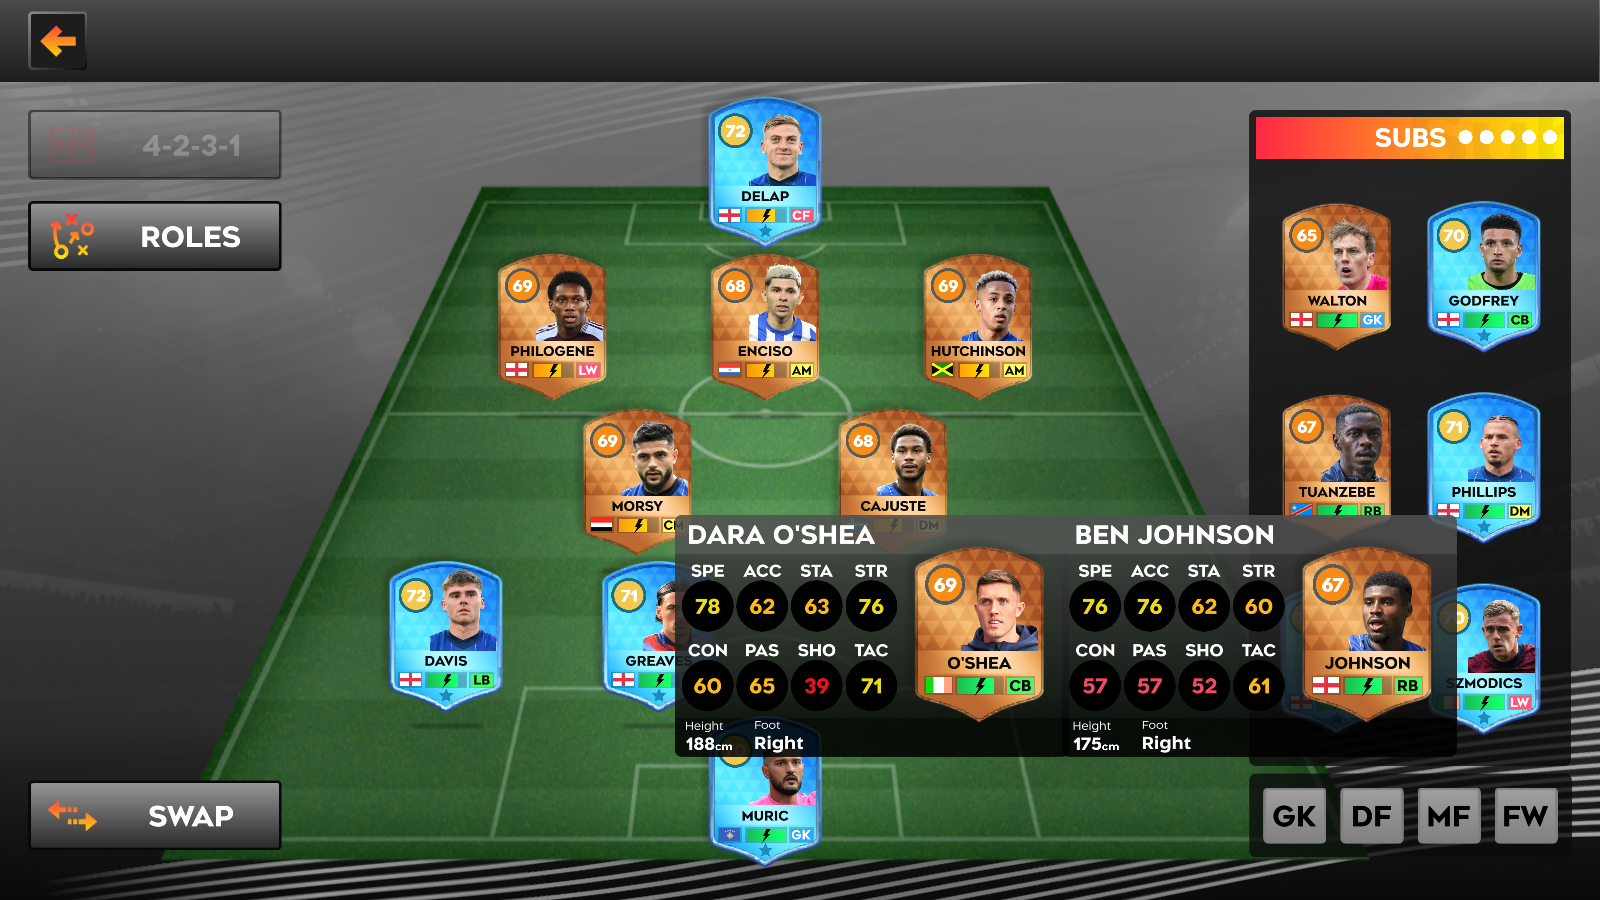 4-2-3-1
ROLES
SWAP
72
DELAP
CF
69
PHILOGENE
LW
68
ENCISO
AM
69
HUTCHINSON
AM
69
MORSY
CM
68
CAJUSTE
DM
72
DAVIS
LB
71
GREAVES
MURIC
GK
DARA O'SHEA
SPE ACC STA STR
78 62 63 76
CON PAS SHO TAC
60 65 39 71
Height Foot
188cm Right
69
O'SHEA
CB
BEN JOHNSON
SPE ACC STA STR
76 76 62 60
CON PAS SHO TAC
57 57 52 61
Height Foot
175cm Right
67
JOHNSON
RB
SUBS
65
WALTON
GK
70
GODFREY
CB
67
TUANZEBE
RB
71
PHILLIPS
DM
SZMODICS
LW
GK DF MF FW